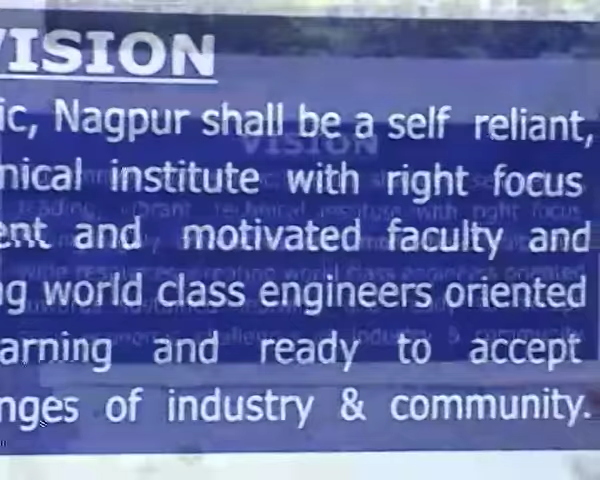 VISION
ic, Nagpur shall be a self reliant,
nical institute with right focus
ent and motivated faculty and
ng world class engineers oriented
arning and ready to accept
nges of industry & community.